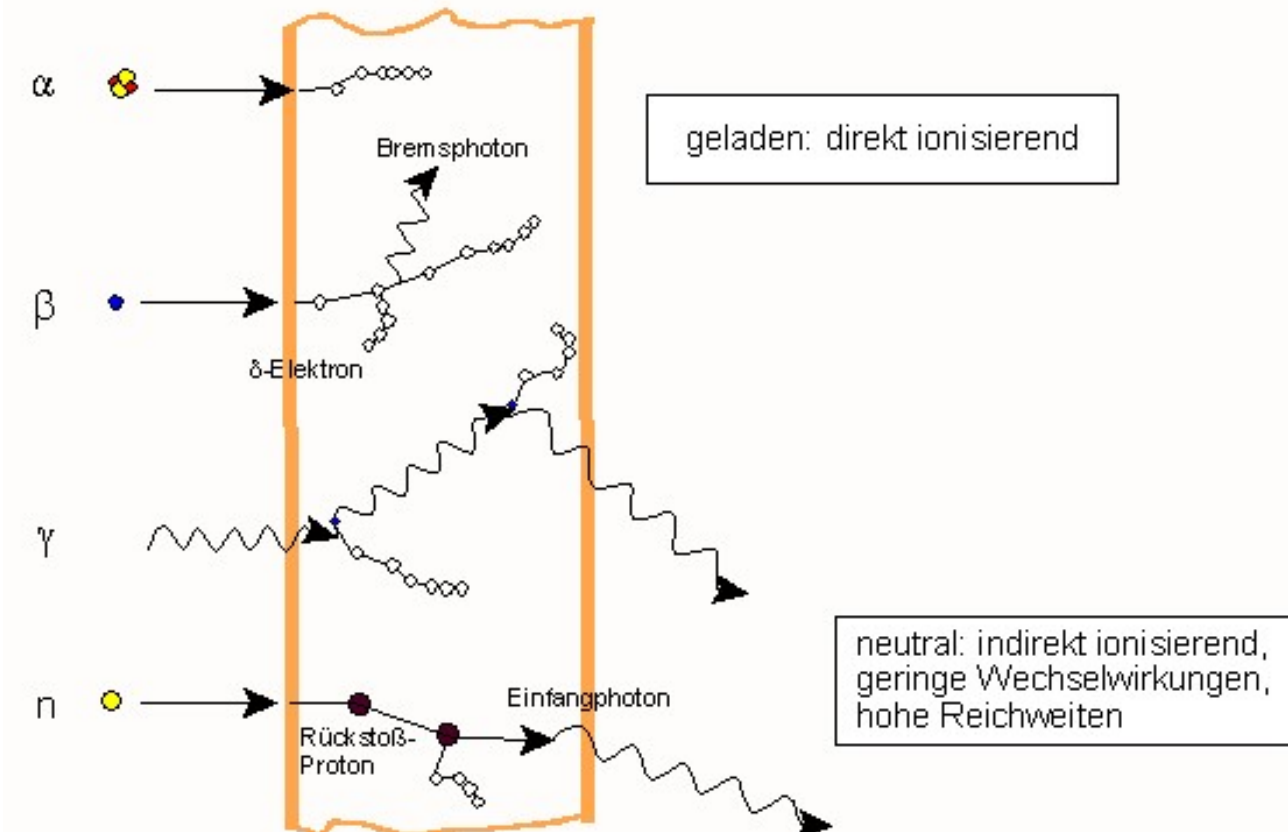 α
geladen: direkt ionisierend
Bremsphoton
β
δ-Elektron
γ
neutral: indirekt ionisierend,
geringe Wechselwirkungen,
hohe Reichweiten
n
Einfangphoton
Rückstoß-
Proton